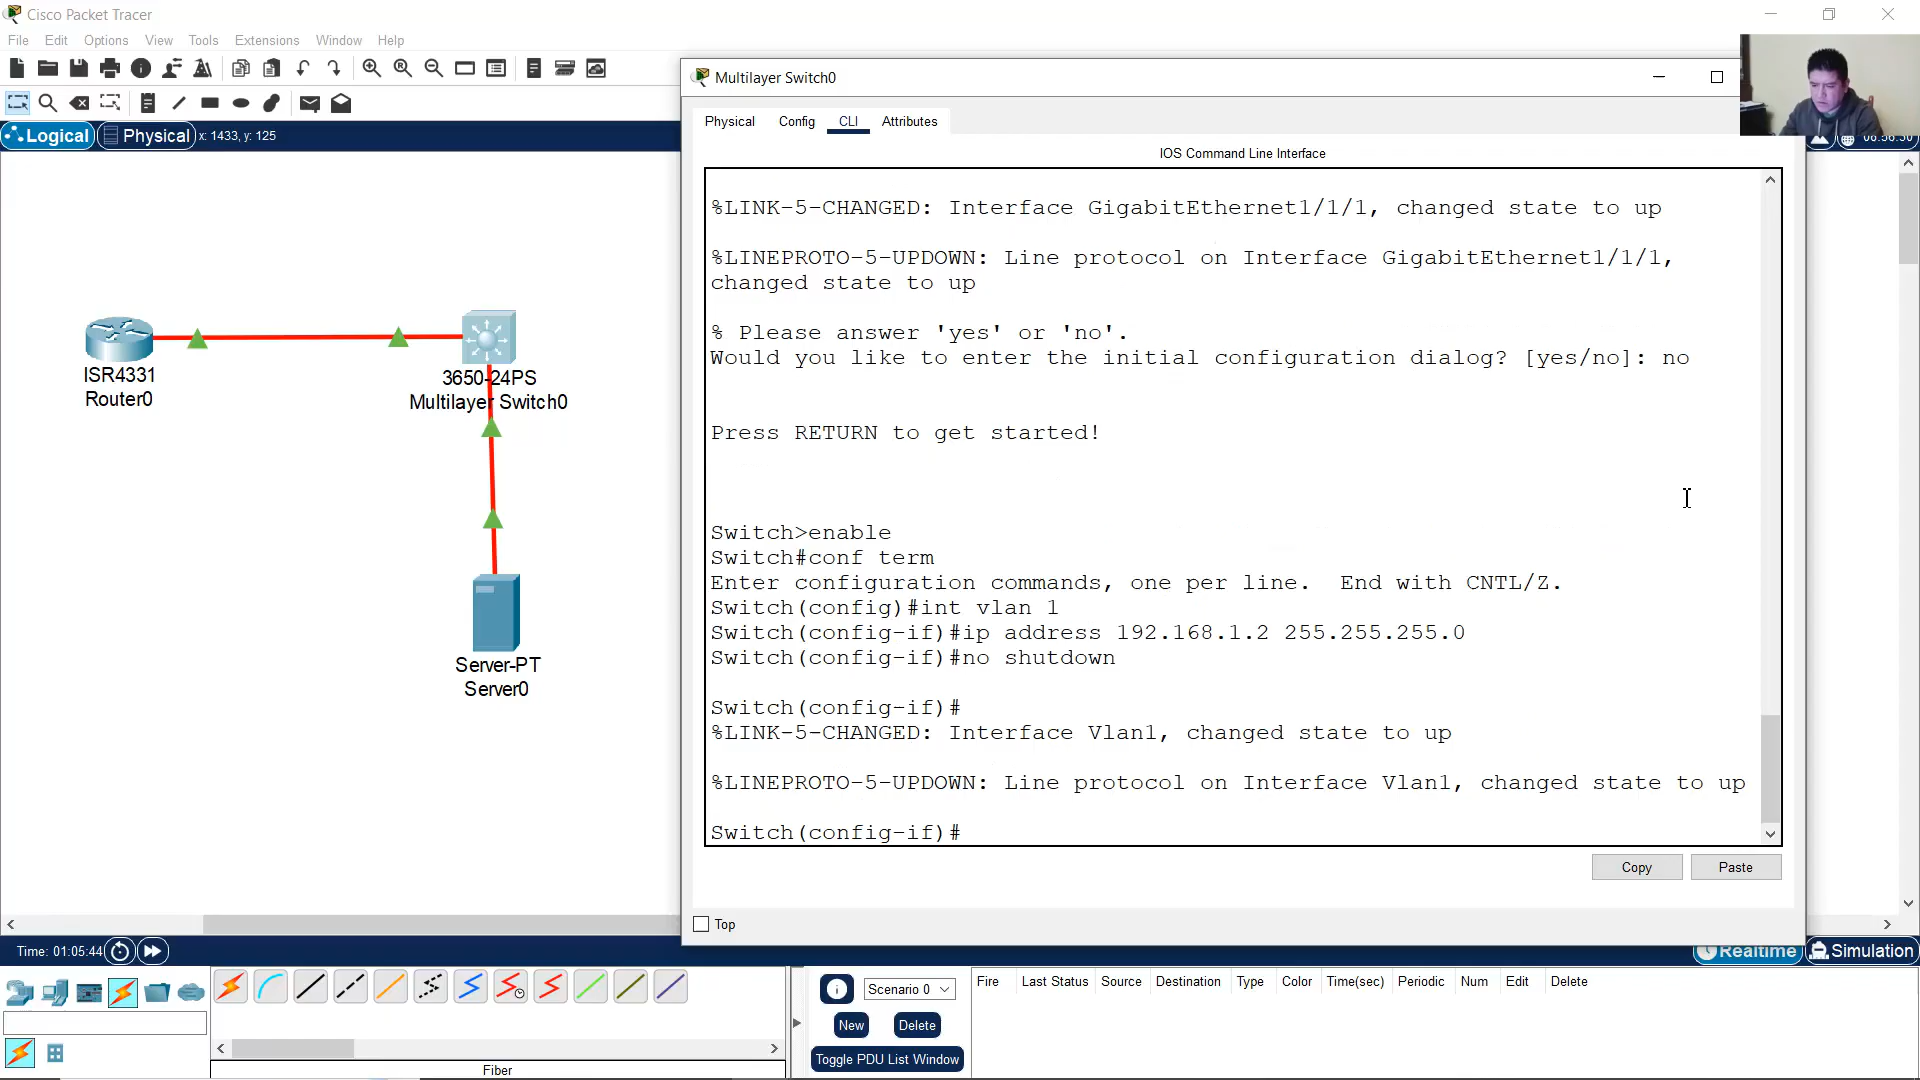 Cisco Packet Tracer
File Edit Options View Tools Extensions Window Help
Logical Physical x: 1433, y: 125
ISR4331
Router0
3650-24PS
Multilayer Switch0
Server-PT
Server0
Multilayer Switch0
Physical Config CLI Attributes
IOS Command Line Interface
%LINK-5-CHANGED: Interface GigabitEthernet1/1/1, changed state to up
%LINEPROTO-5-UPDOWN: Line protocol on Interface GigabitEthernet1/1/1,
changed state to up
% Please answer 'yes' or 'no'.
Would you like to enter the initial configuration dialog? [yes/no]: no
Press RETURN to get started!
Switch>enable
Switch#conf term
Enter configuration commands, one per line.  End with CNTL/Z.
Switch(config)#int vlan 1
Switch(config-if)#ip address 192.168.1.2 255.255.255.0
Switch(config-if)#no shutdown
Switch(config-if)#
%LINK-5-CHANGED: Interface Vlan1, changed state to up
%LINEPROTO-5-UPDOWN: Line protocol on Interface Vlan1, changed state to up
Switch(config-if)#
Copy Paste
Top
Time: 01:05:44
Realtime Simulation
Scenario 0
New Delete
Toggle PDU List Window
Fire Last Status Source Destination Type Color Time(sec) Periodic Num Edit Delete
Fiber